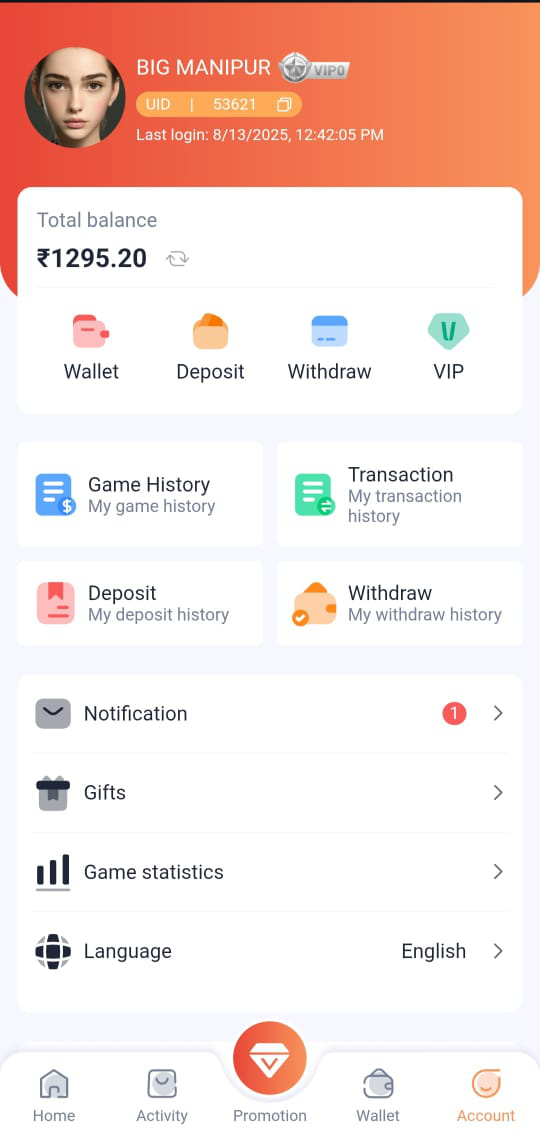 BIG MANIPUR VIP0
UID | 53621
Last login: 8/13/2025, 12:42:05 PM
Total balance
₹1295.20
Wallet Deposit Withdraw VIP
Game History
My game history
Transaction
My transaction
history
Deposit
My deposit history
Withdraw
My withdraw history
Notification 1
Gifts
Game statistics
Language English
Home Activity Promotion Wallet Account